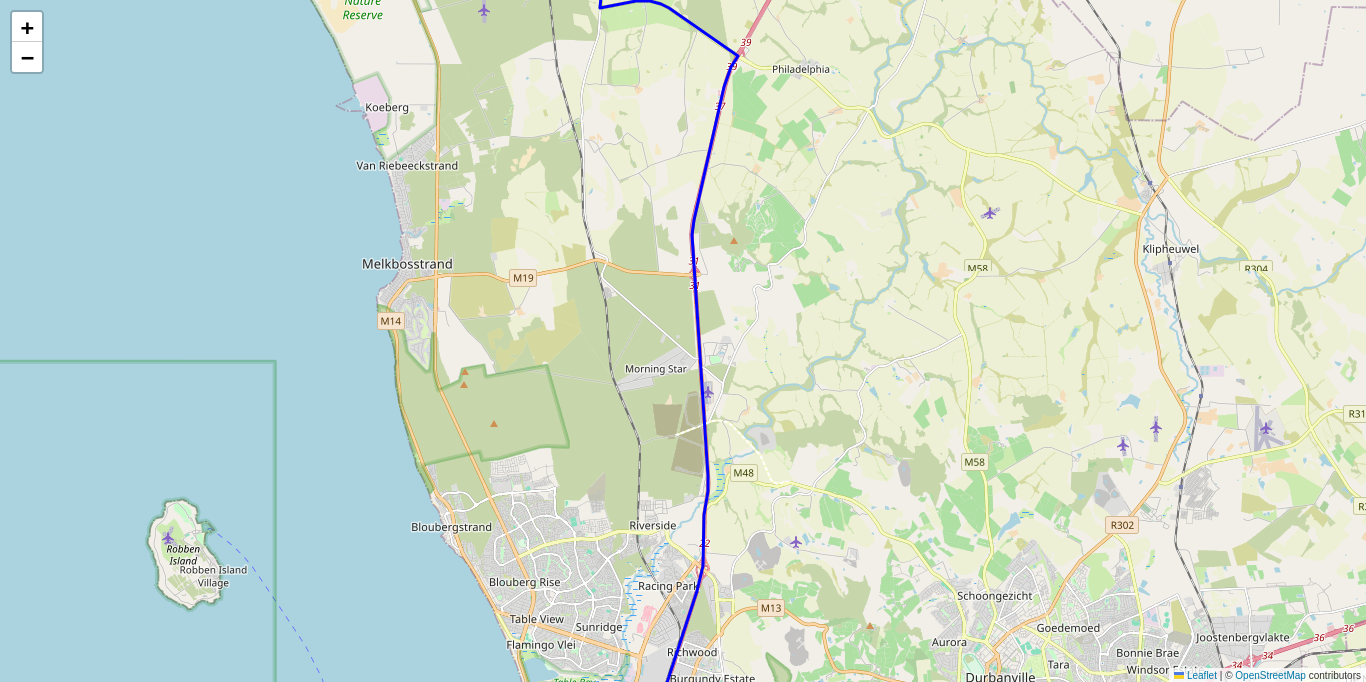 +
−
Nature
Reserve
39
39
Philadelphia
37
Koeberg
Van Riebeeckstrand
Melkbosstrand
M19
31
31
M58
Klipheuwel
R304
M14
Morning Star
R31
M48
M58
R302
Bloubergstrand
Riverside
Robben
Island
Robben Island
Village
22
Blouberg Rise
Racing Park
M13
Schoongezicht
Table View
Sunridge
Goedemoed
Joostenbergvlakte
36
36
Flamingo Vlei
Richwood
Aurora
Bonnie Brae
34
34
Tara
Windsor
Burgundy Estate
Durbanville
Leaflet | © OpenStreetMap contributors